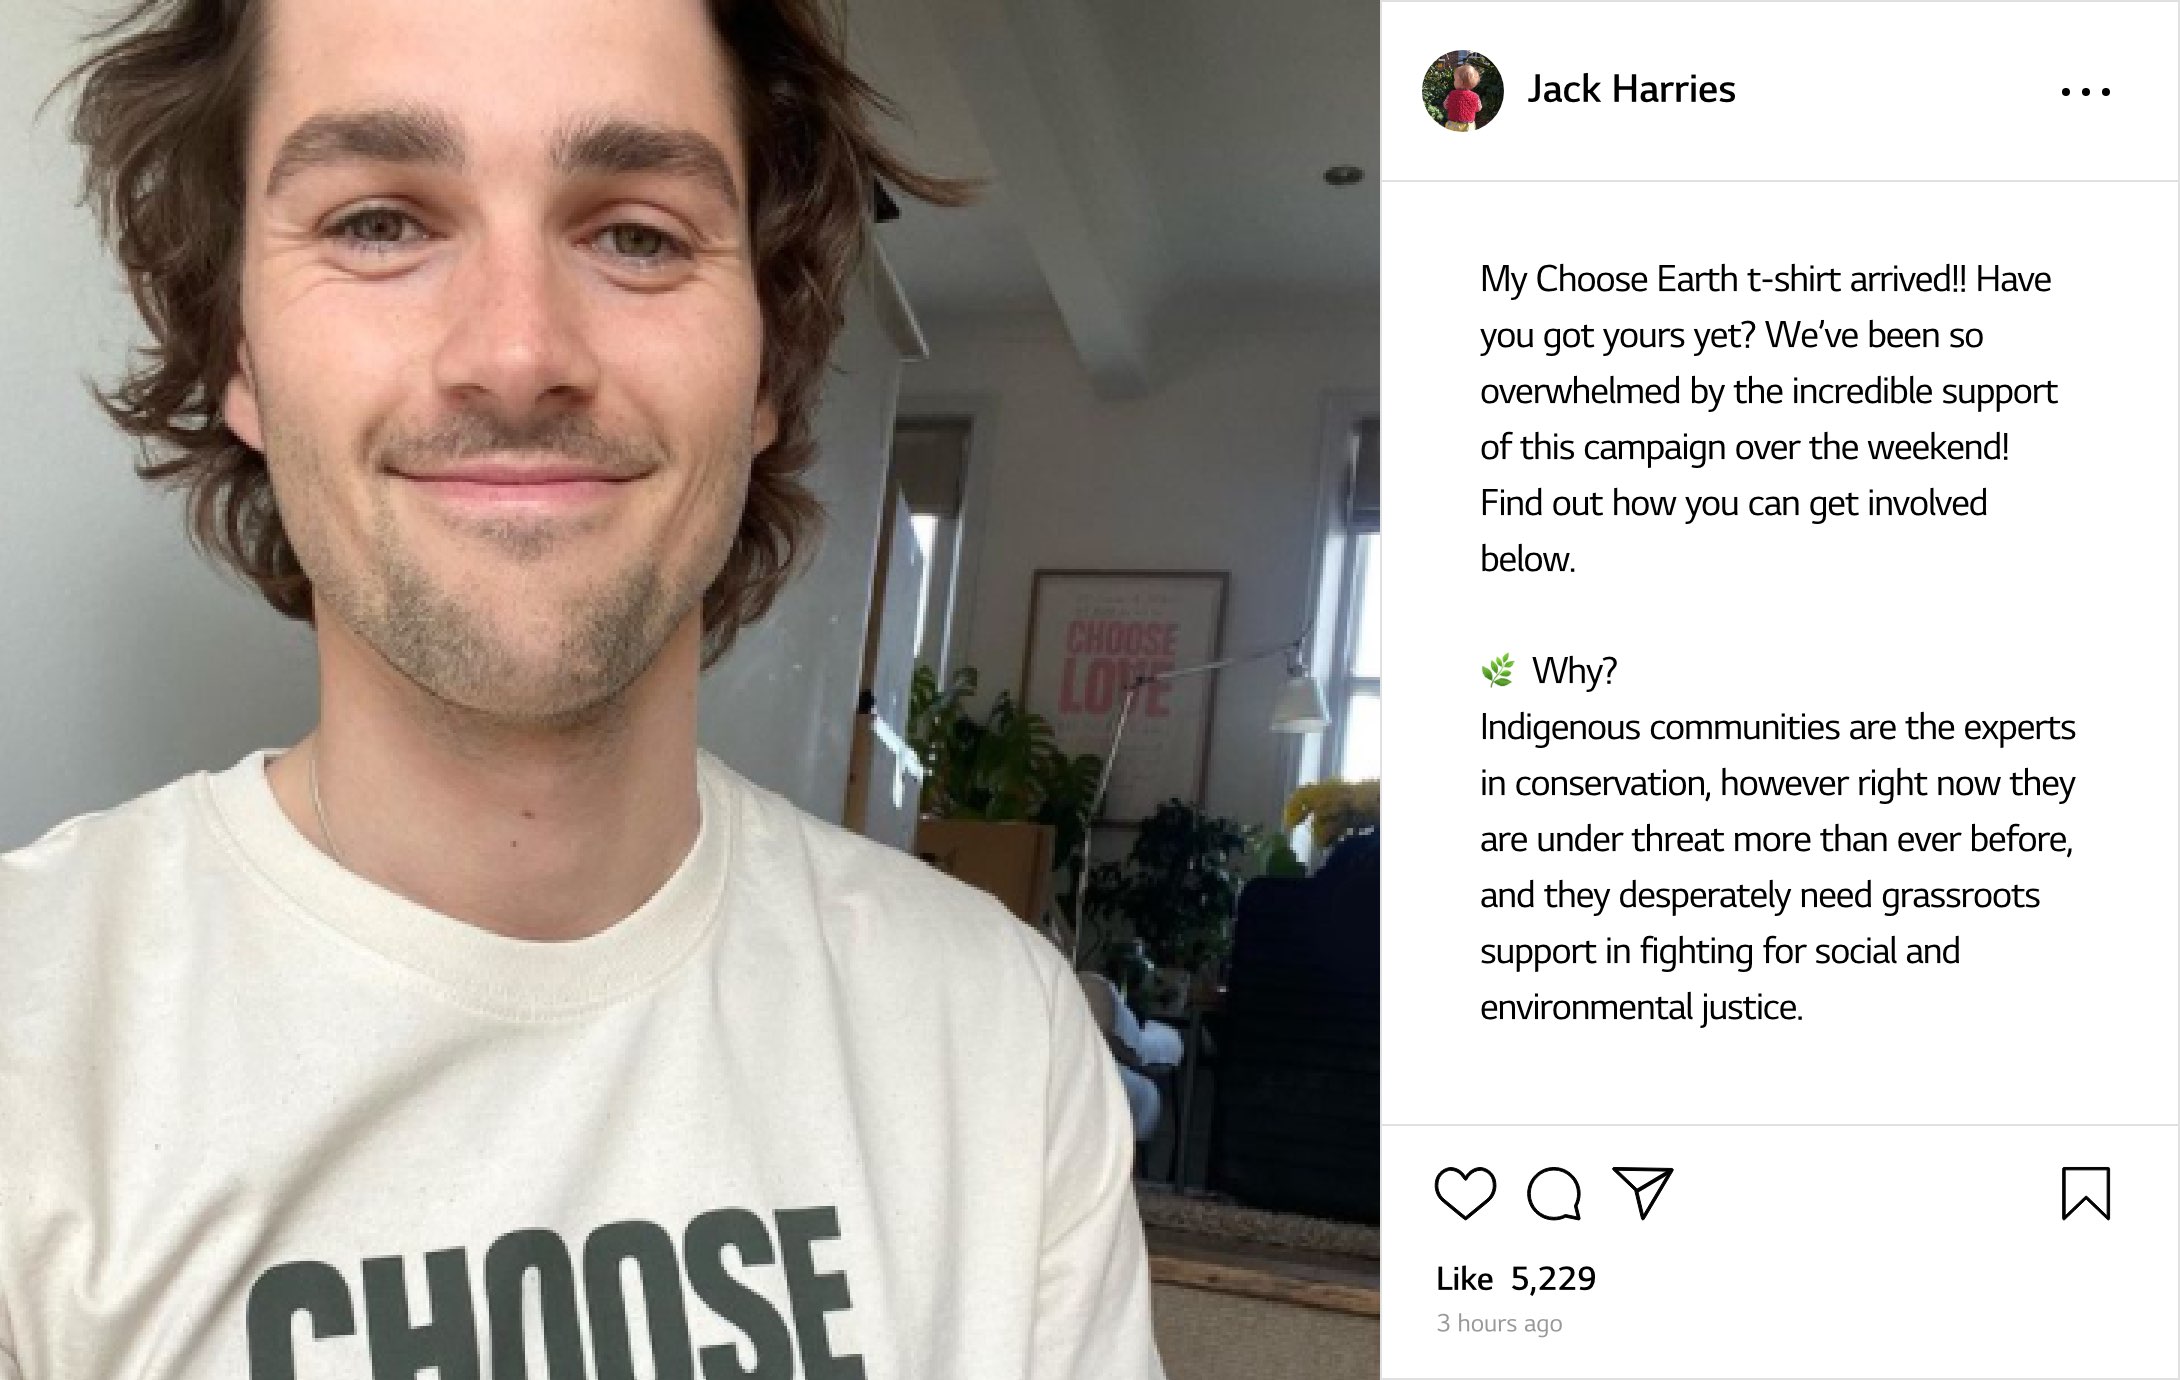 CHOOSE
LOVE
CHOOSE
Jack Harries
My Choose Earth t-shirt arrived!! Have
you got yours yet? We’ve been so
overwhelmed by the incredible support
of this campaign over the weekend!
Find out how you can get involved
below.
🌿 Why?
Indigenous communities are the experts
in conservation, however right now they
are under threat more than ever before,
and they desperately need grassroots
support in fighting for social and
environmental justice.
Like 5,229
3 hours ago